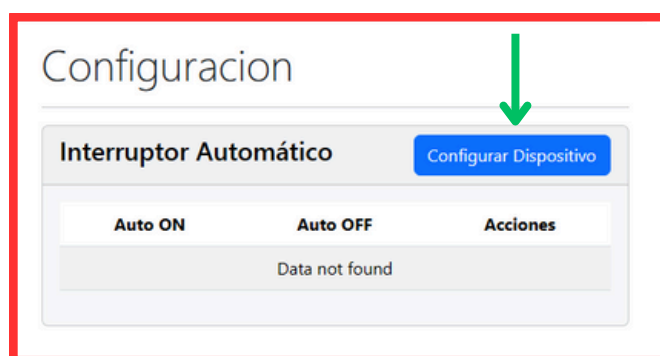 Configuracion
Interruptor Automático Configurar Dispositivo
Auto ON Auto OFF Acciones
Data not found